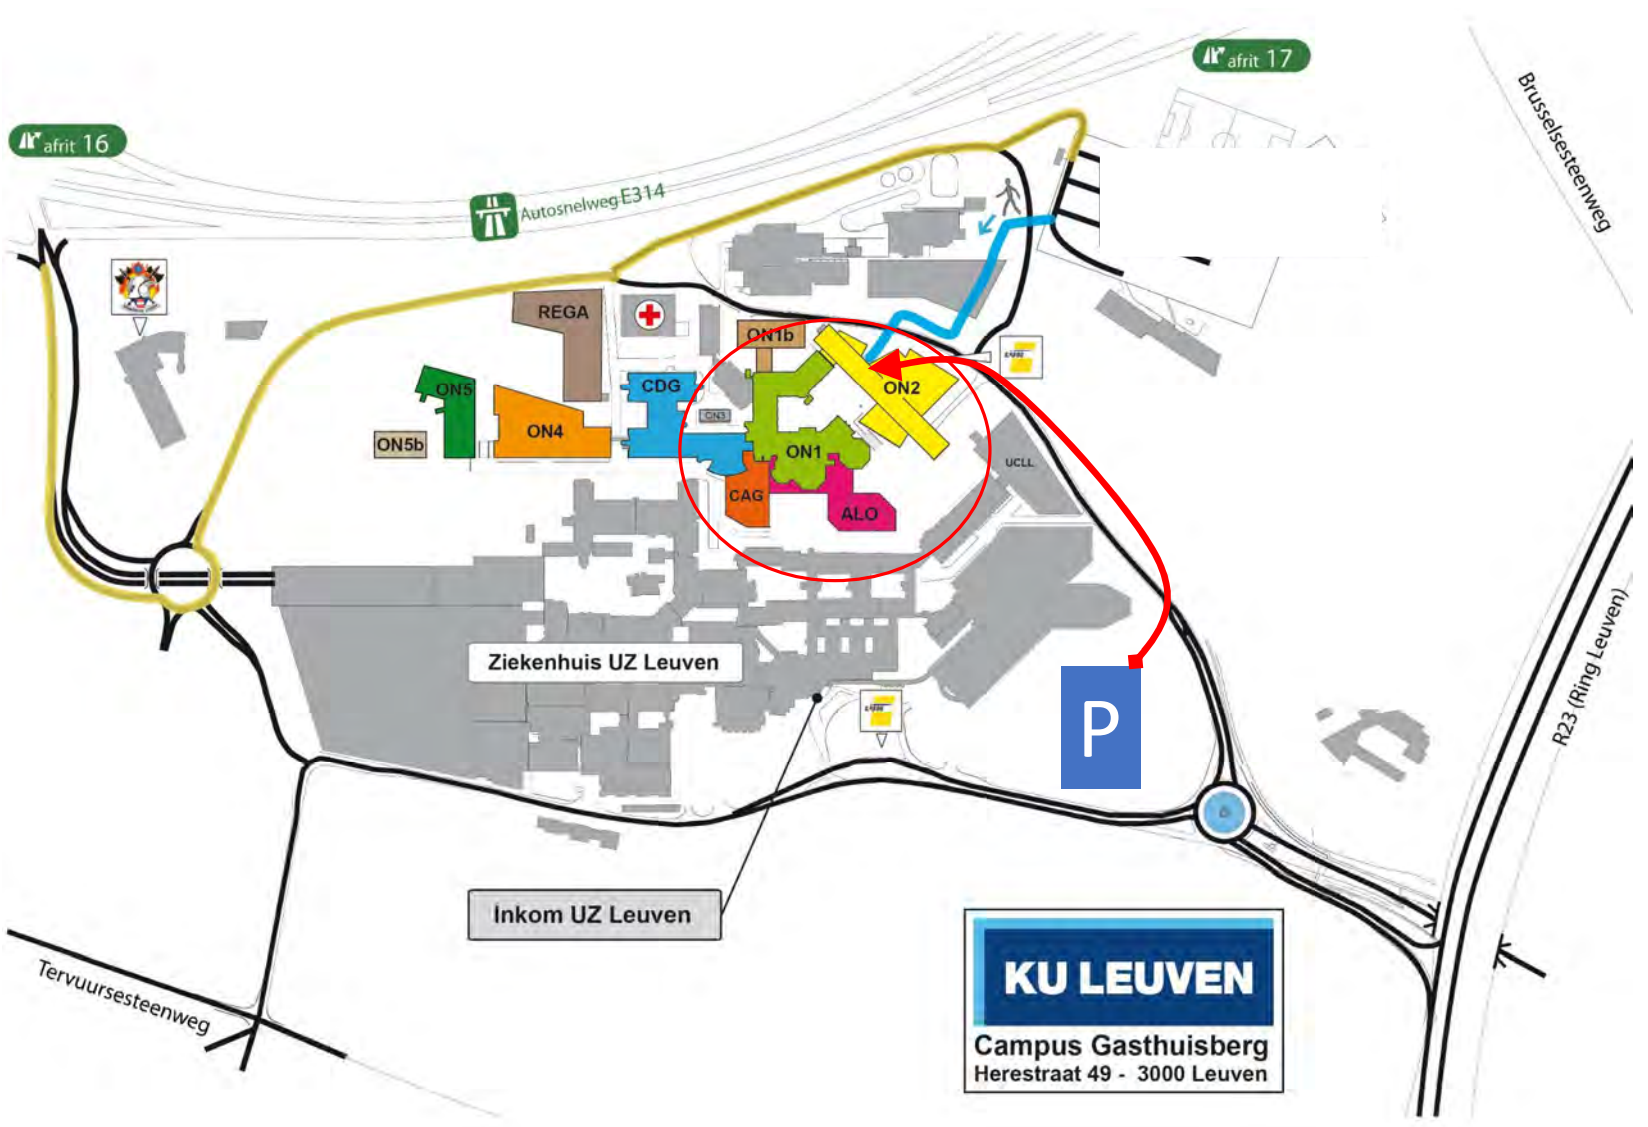 afrit 17
afrit 16
Brusselsesteenweg
Autosnelweg E314
REGA
ON1b
ON5
CDG
ON2
ON3
ON4
ON5b
ON1
UCLL
CAG
ALO
R23 (Ring Leuven)
Ziekenhuis UZ Leuven
P
Inkom UZ Leuven
KU LEUVEN
Tervuursesteenweg
Campus Gasthuisberg
Herestraat 49 - 3000 Leuven